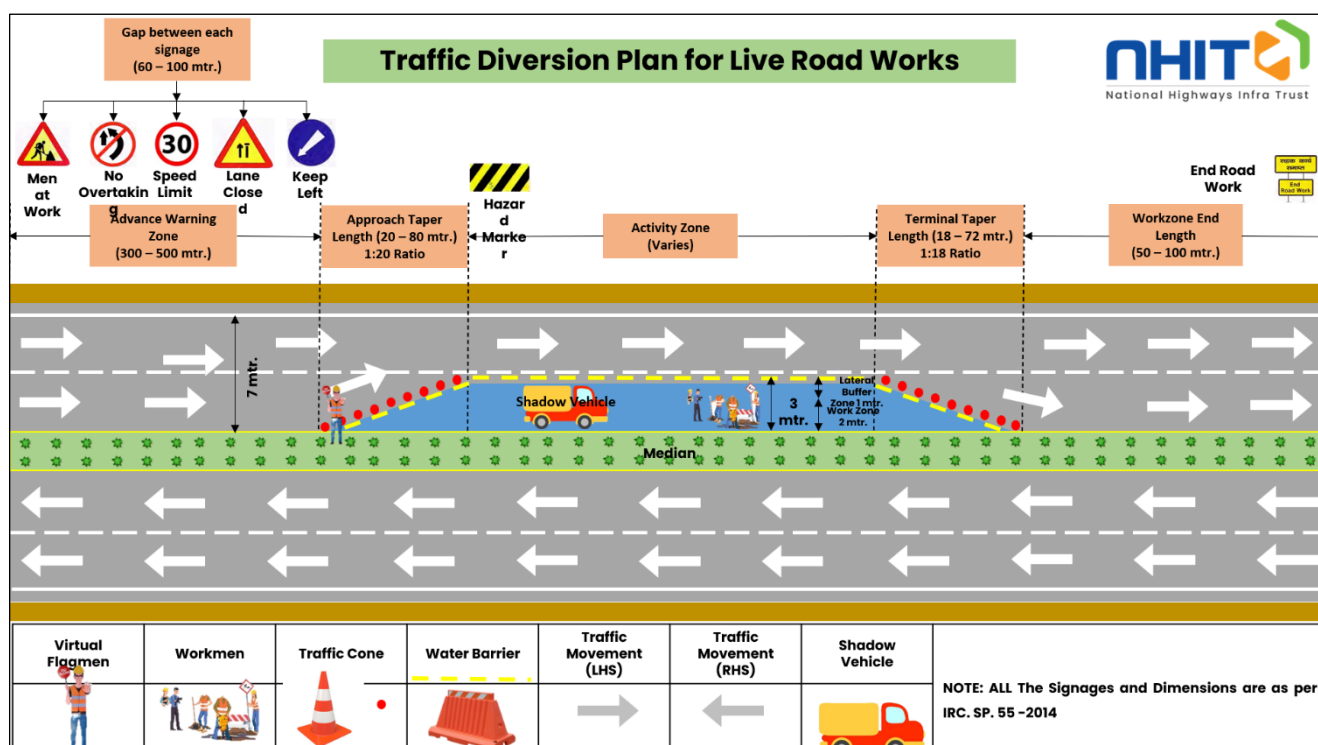 Gap between each
signage
(60 – 100 mtr.)
Traffic Diversion Plan for Live Road Works
NHIT
National Highways Infra Trust
30
Men
at
Work
No
Overtakin
g
Speed
Limit
Lane
Close
d
Keep
Left
Hazar
d
Marke
r
End Road
Work
End
Road Work
Advance Warning
Zone
(300 – 500 mtr.)
Approach Taper
Length (20 – 80 mtr.)
1:20 Ratio
Activity Zone
(Varies)
Terminal Taper
Length (18 – 72 mtr.)
1:18 Ratio
Workzone End
Length
(50 – 100 mtr.)
7 mtr.
Shadow Vehicle
3
mtr.
Lateral
Buffer
Zone 1 mtr.
Work Zone
2 mtr.
Median
Virtual
Flagmen
Workmen
Traffic Cone
Water Barrier
Traffic
Movement
(LHS)
Traffic
Movement
(RHS)
Shadow
Vehicle
NOTE: ALL The Signages and Dimensions are as per
IRC. SP. 55 -2014